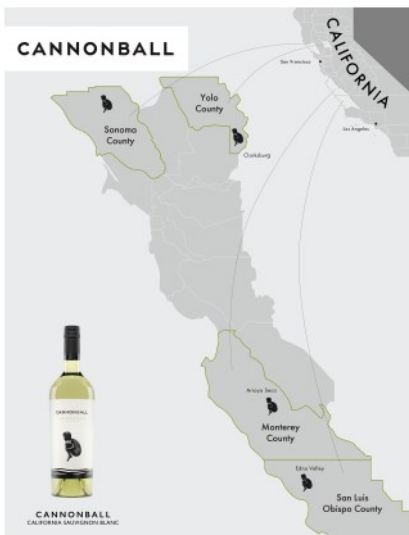 CANNONBALL
CALIFORNIA
San Francisco
Los Angeles
Yolo
County
Sonoma
County
Clarksburg
Arroyo Seco
Monterey
County
Edna Valley
San Luis
Obispo County
CANNONBALL
CANNONBALL
CALIFORNIA SAUVIGNON BLANC